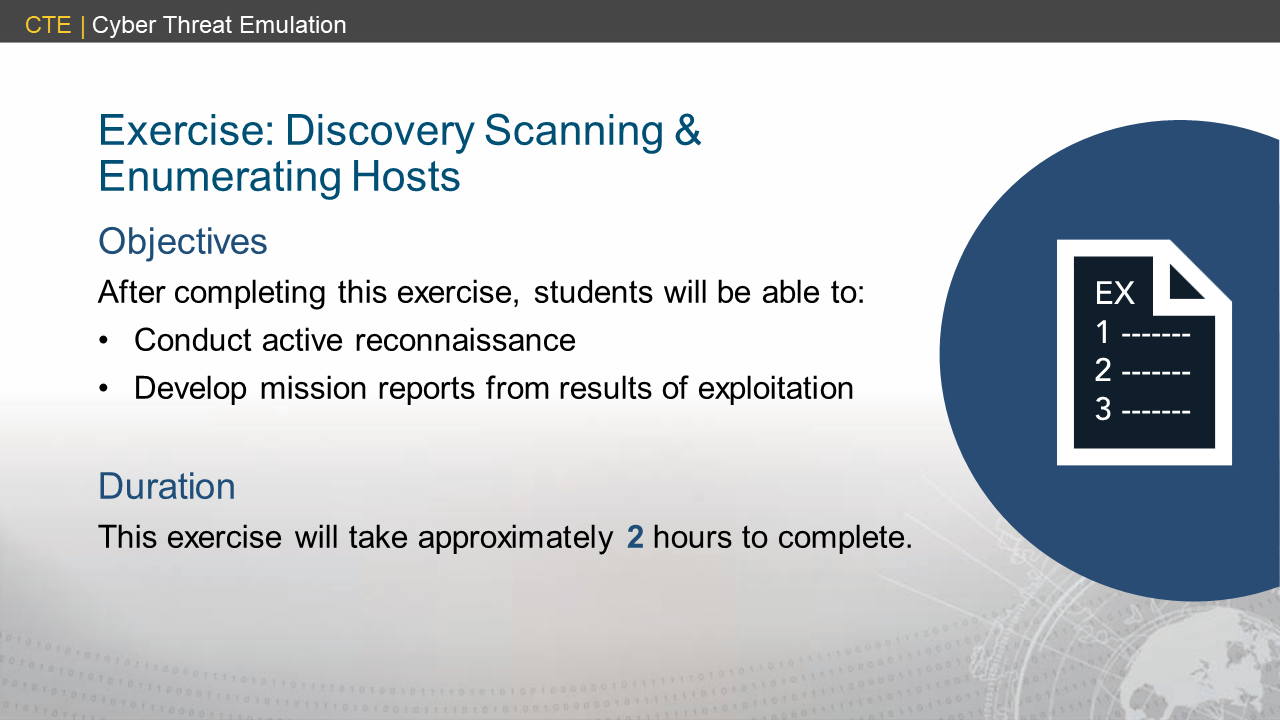 CTE | Cyber Threat Emulation
Exercise: Discovery Scanning &
Enumerating Hosts
Objectives
After completing this exercise, students will be able to:
• Conduct active reconnaissance
• Develop mission reports from results of exploitation
Duration
This exercise will take approximately 2 hours to complete.
EX
1 -------
2 -------
3 -------